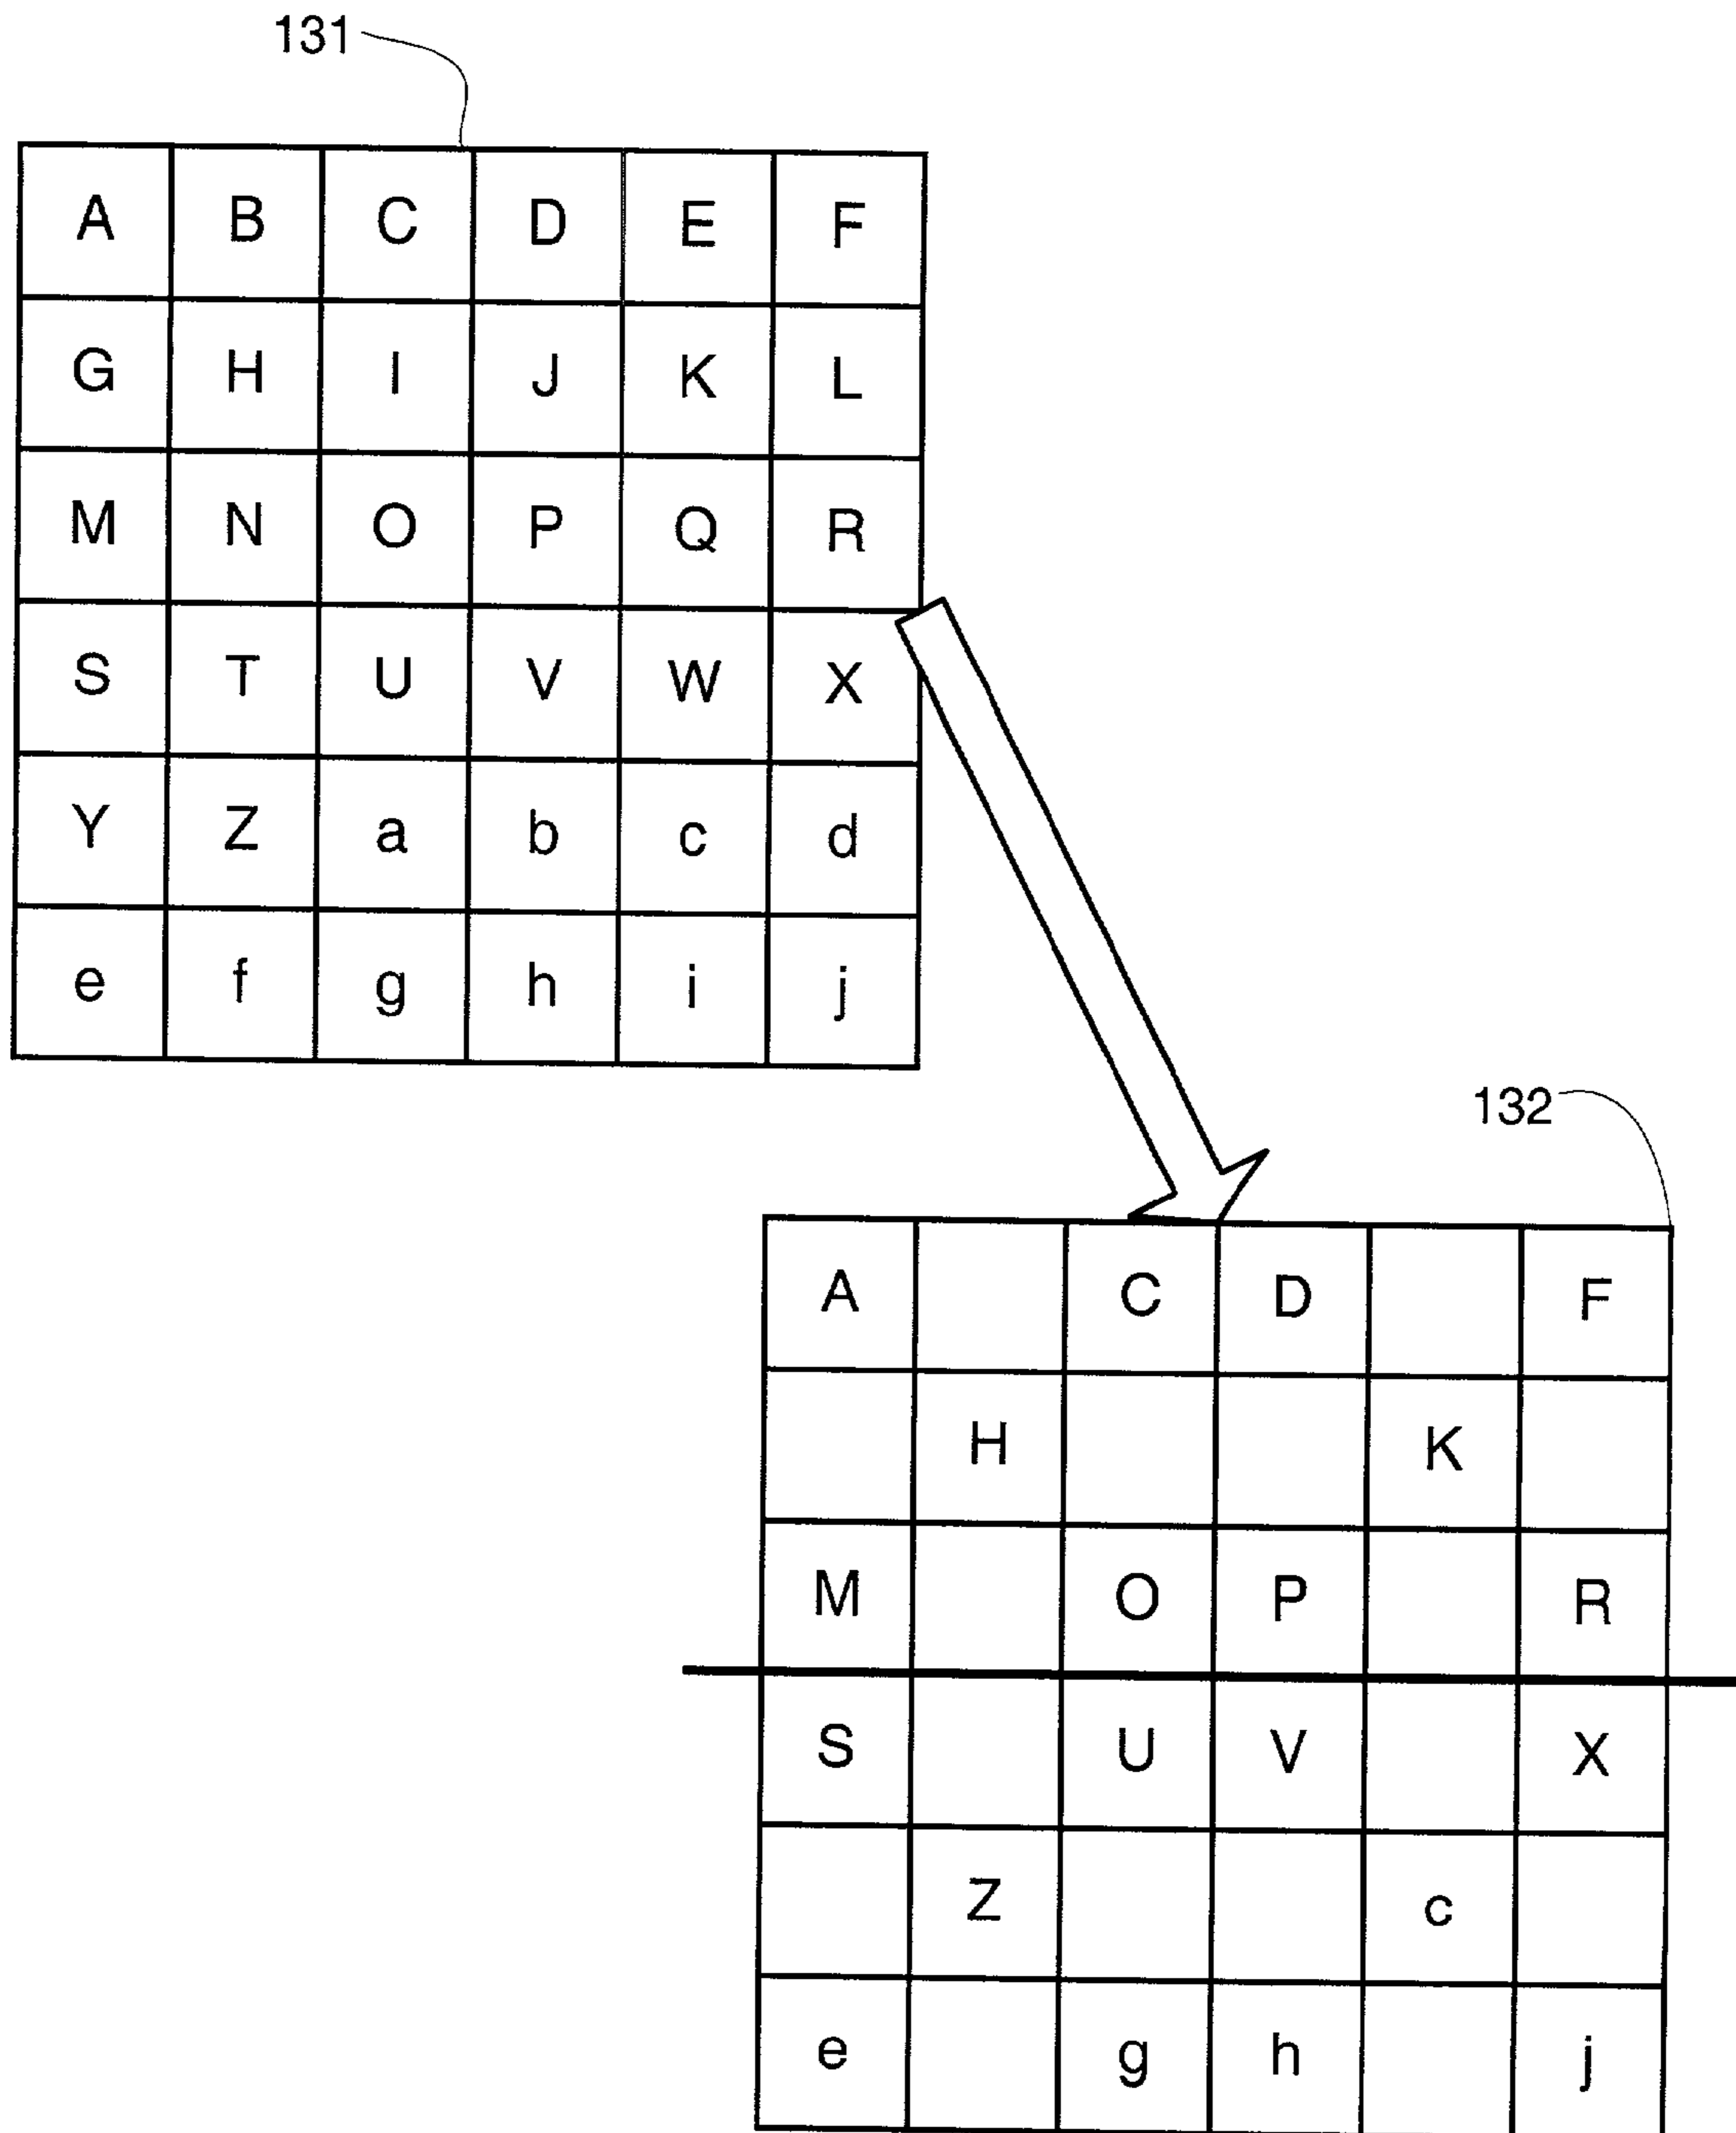 131
A B C D E F
G H I J K L
M N O P Q R
S T U V W X
Y Z a b c d
e f g h i j
132
A C D F
H K
M O P R
S U V X
Z c
e g h j